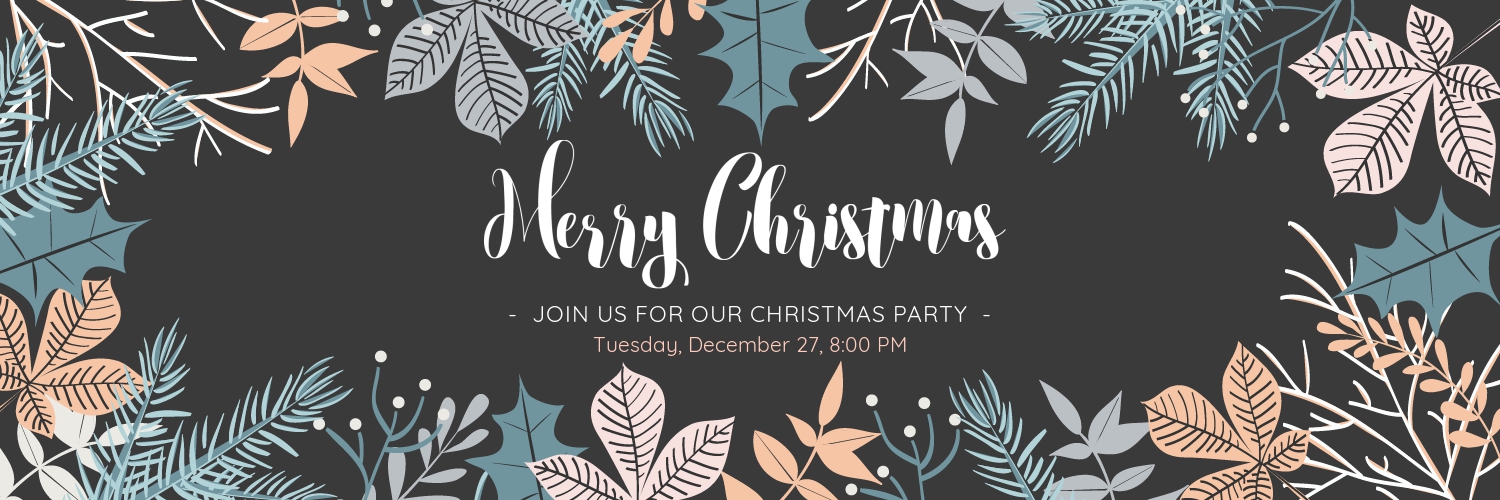 Merry Christmas
- JOIN US FOR OUR CHRISTMAS PARTY -
Tuesday, December 27, 8:00 PM